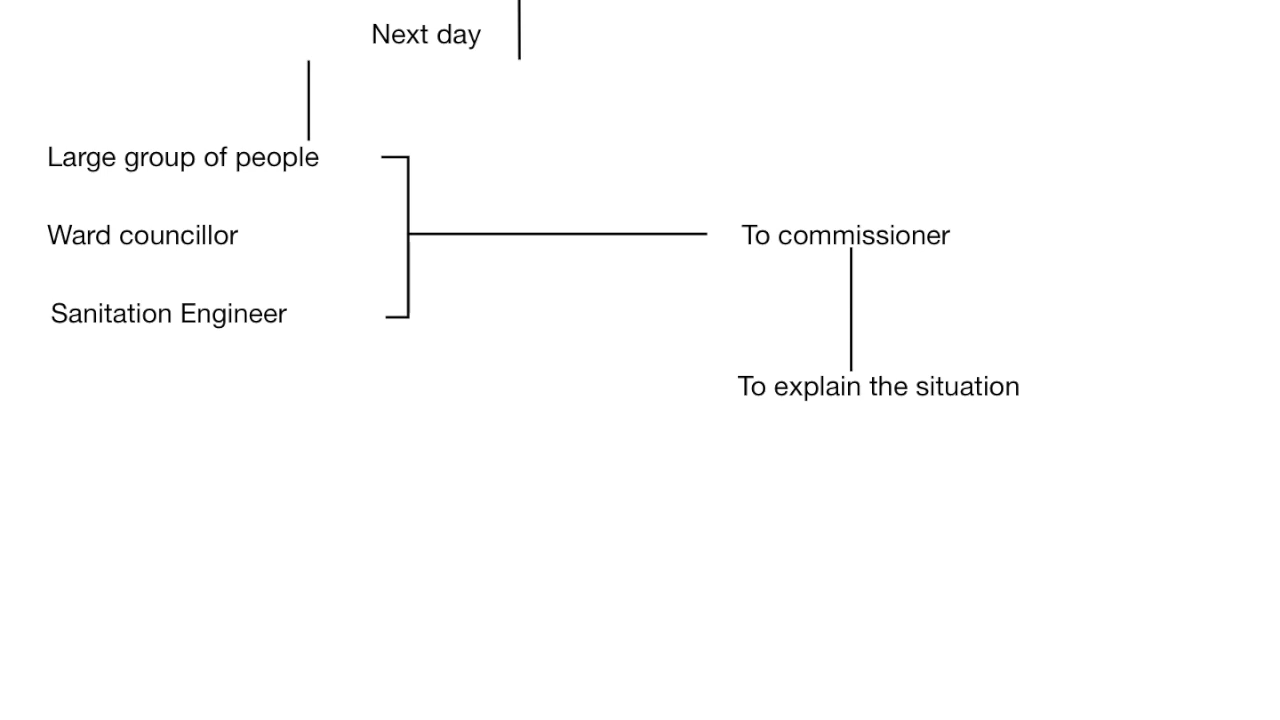 Next day
Large group of people
Ward councillor
To commissioner
Sanitation Engineer
To explain the situation